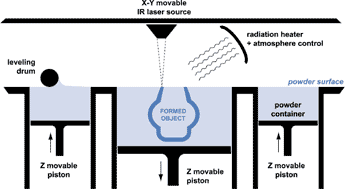 X-Y movable
IR laser source
radiation heater
+ atmosphere control
leveling
drum
powder surface
FORMED
OBJECT
powder
container
Z movable
piston
Z movable
piston
Z movable
piston